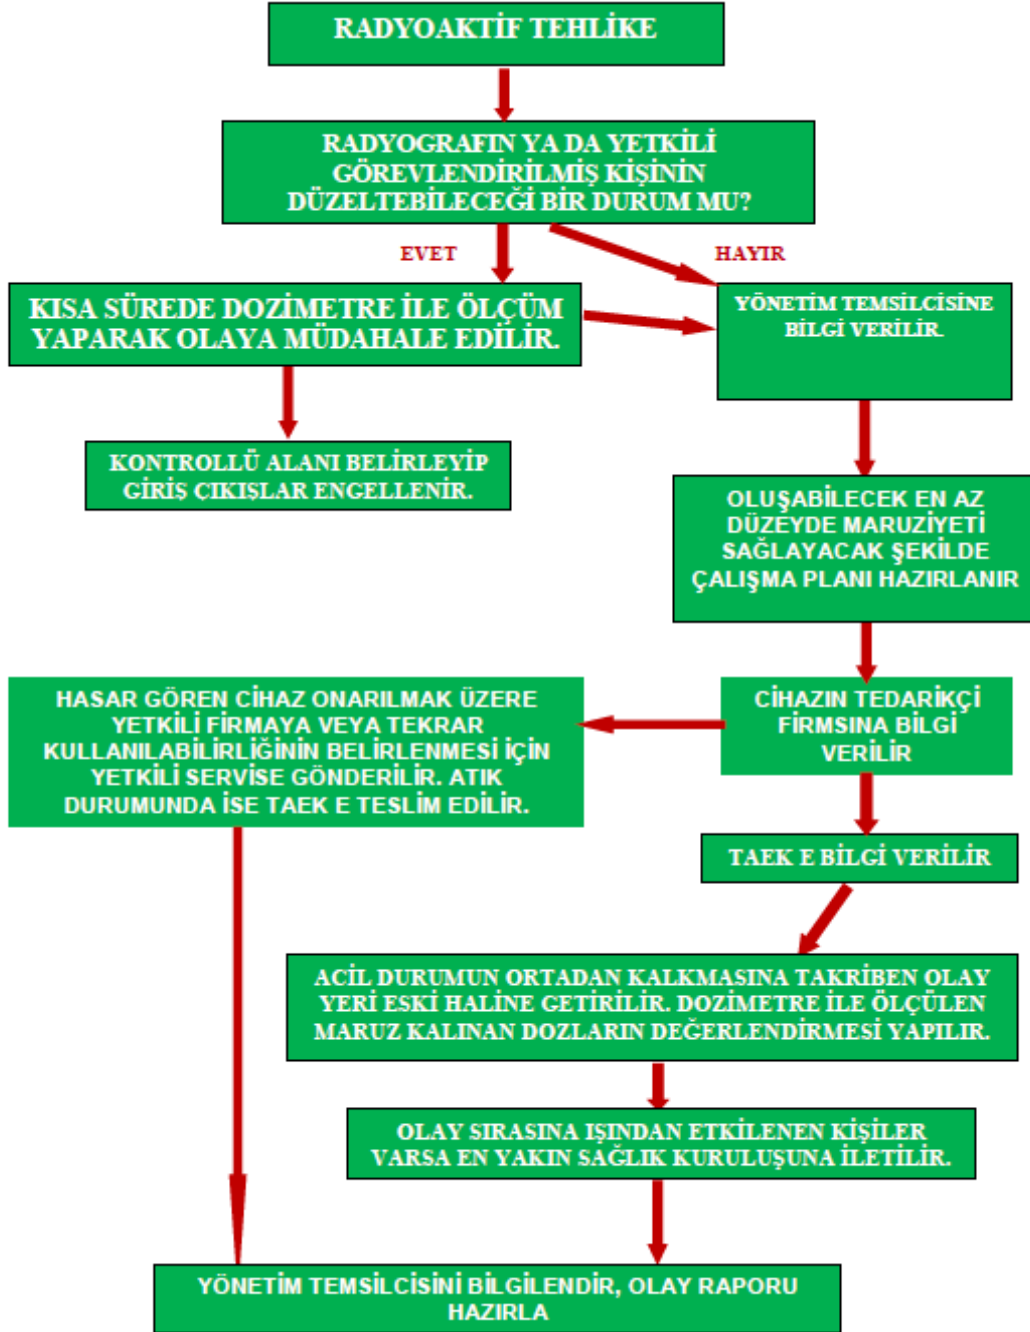 RADYOAKTİF TEHLİKE
RADYOGRAFIN YA DA YETKİLİ
GÖREVLENDİRİLMİŞ KİŞİNİN
DÜZELTEBİLECEĞİ BİR DURUM MU?
EVET
HAYIR
KISA SÜREDE DOZİMETRE İLE ÖLÇÜM
YAPARAK OLAYA MÜDAHALE EDİLİR.
YÖNETİM TEMSİLCİSİNE
BİLGİ VERİLİR.
KONTROLLÜ ALANI BELİRLEYİP
GİRİŞ ÇIKIŞLAR ENGELLENİR.
OLUŞABİLECEK EN AZ
DÜZEYDE MARUZİYETİ
SAĞLAYACAK ŞEKİLDE
ÇALIŞMA PLANI HAZIRLANIR
HASAR GÖREN CİHAZ ONARILMAK ÜZERE
YETKİLİ FİRMAYA VEYA TEKRAR
KULLANILABİLİRLİĞİNİN BELİRLENMESİ İÇİN
YETKİLİ SERVİSE GÖNDERİLİR. ATIK
DURUMUNDA İSE TAEK E TESLİM EDİLİR.
CİHAZIN TEDARİKÇİ
FİRMSINA BİLGİ
VERİLİR
TAEK E BİLGİ VERİLİR
ACİL DURUMUN ORTADAN KALKMASINA TAKRİBEN OLAY
YERİ ESKİ HALİNE GETİRİLİR. DOZİMETRE İLE ÖLÇÜLEN
MARUZ KALINAN DOZLARIN DEĞERLENDİRMESİ YAPILIR.
OLAY SIRASINA IŞINDAN ETKİLENEN KİŞİLER
VARSA EN YAKIN SAĞLIK KURULUŞUNA İLETİLİR.
YÖNETİM TEMSİLCİSİNİ BİLGİLENDİR, OLAY RAPORU
HAZIRLA